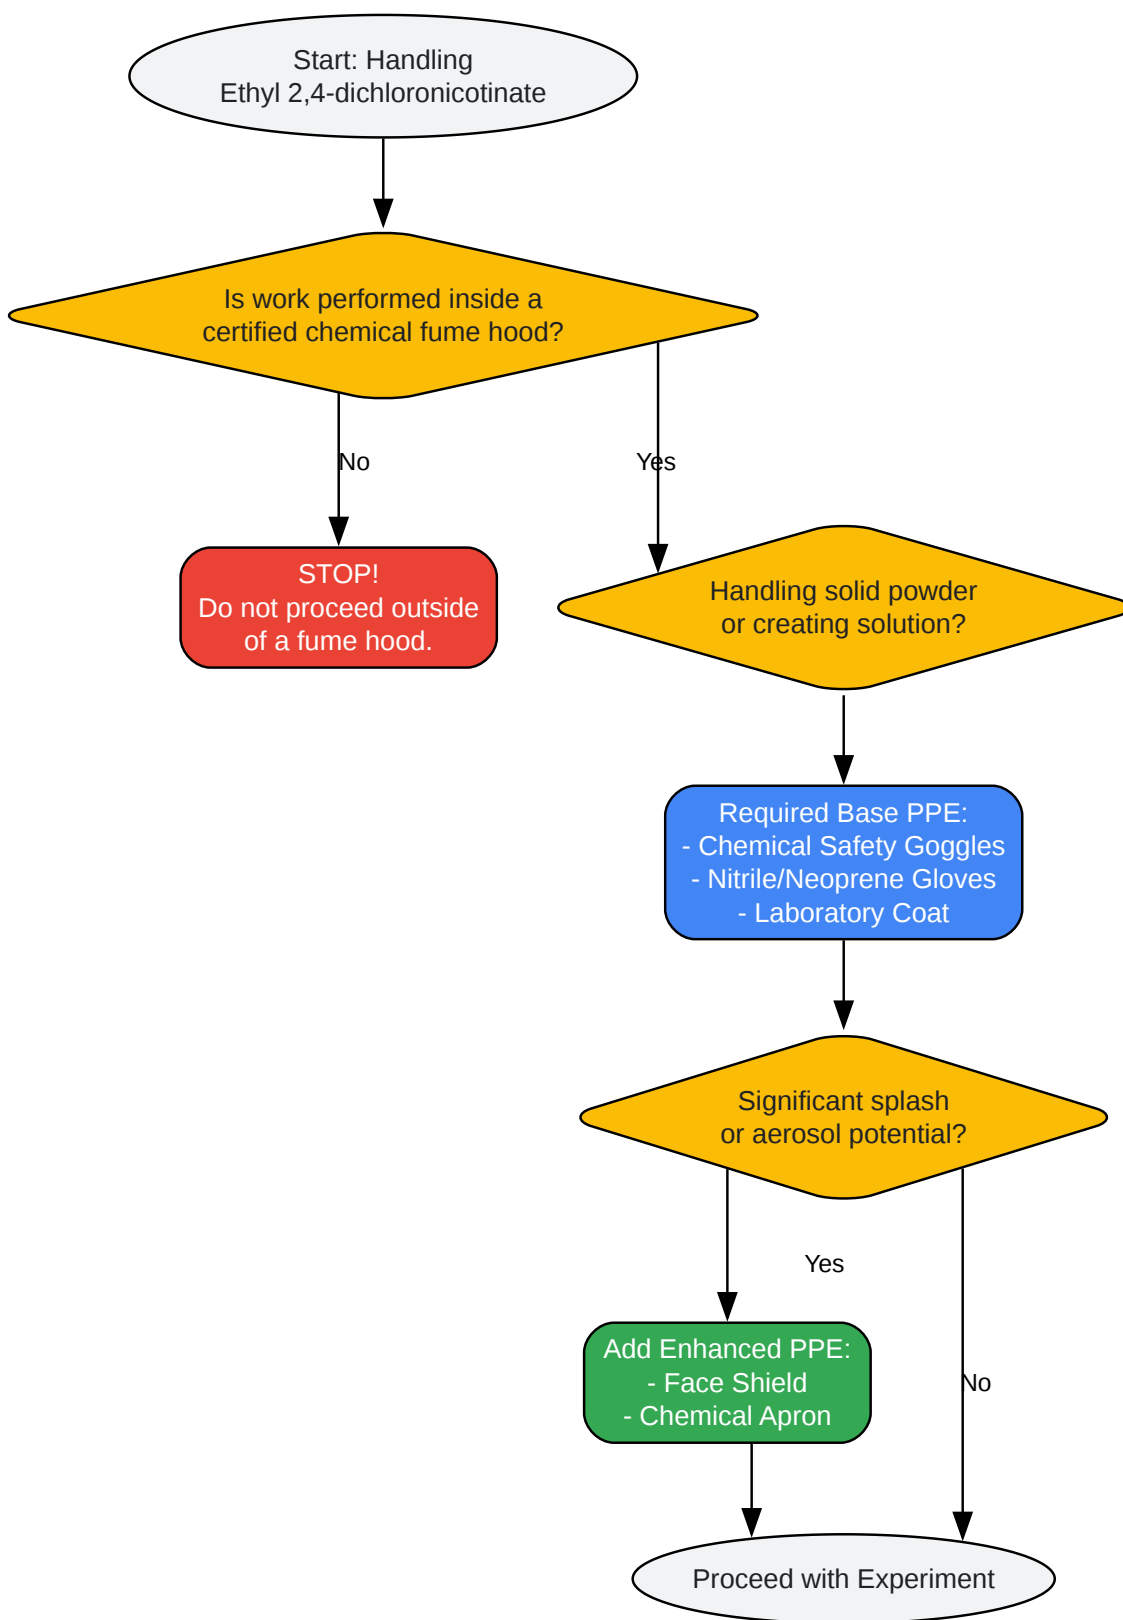 Start: Handling
Ethyl 2,4-dichloronicotinate
Is work performed inside a
certified chemical fume hood?
No
Yes
STOP!
Do not proceed outside
of a fume hood.
Handling solid powder
or creating solution?
Required Base PPE:
- Chemical Safety Goggles
- Nitrile/Neoprene Gloves
- Laboratory Coat
Significant splash
or aerosol potential?
Yes
Add Enhanced PPE:
- Face Shield
- Chemical Apron
No
Proceed with Experiment